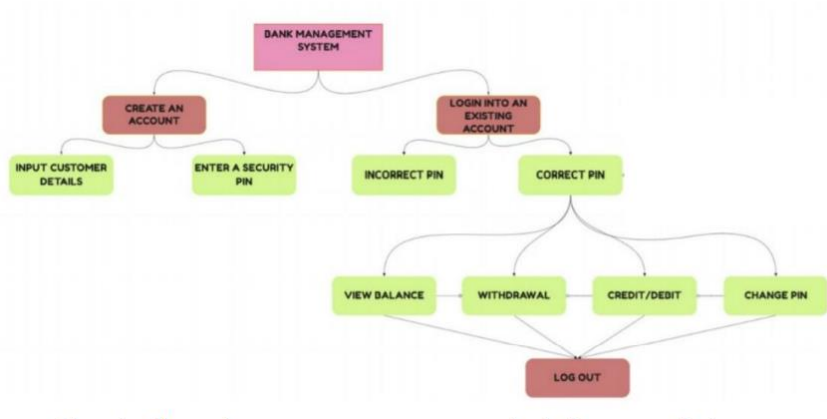 BANK MANAGEMENT
SYSTEM
CREATE AN
ACCOUNT
LOGIN INTO AN
EXISTING
ACCOUNT
INPUT CUSTOMER
DETAILS
ENTER A SECURITY
PIN
INCORRECT PIN
CORRECT PIN
VIEW BALANCE
WITHDRAWAL
CREDIT/DEBIT
CHANGE PIN
LOG OUT